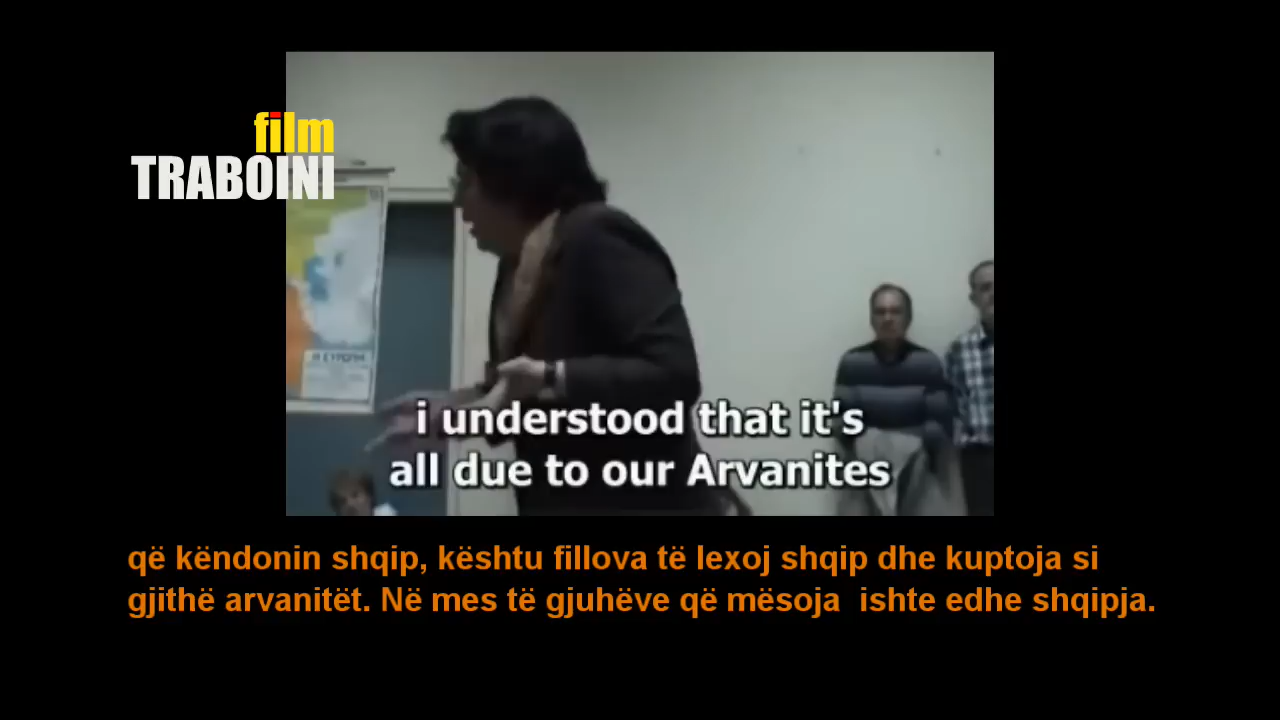 film
TRABOINI
Η ΕΥΡΩΠΗ
i understood that it's
all due to our Arvanites
që këndonin shqip, kështu fillova të lexoj shqip dhe kuptoja si
gjithë arvanitët. Në mes të gjuhëve që mësoja ishte edhe shqipja.